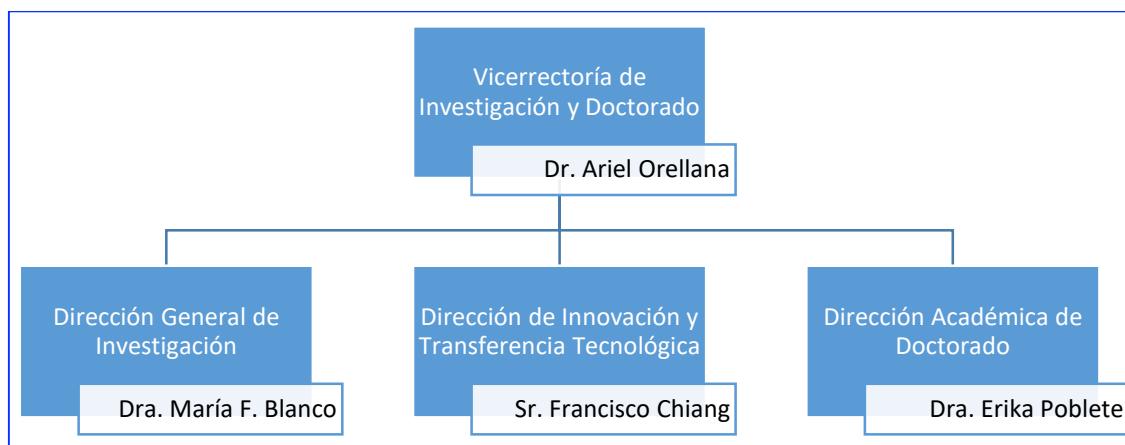 Vicerrectoría de
Investigación y Doctorado
Dr. Ariel Orellana
Dirección General de
Investigación
Dra. María F. Blanco
Dirección de Innovación y
Transferencia Tecnológica
Sr. Francisco Chiang
Dirección Académica de
Doctorado
Dra. Erika Poblete